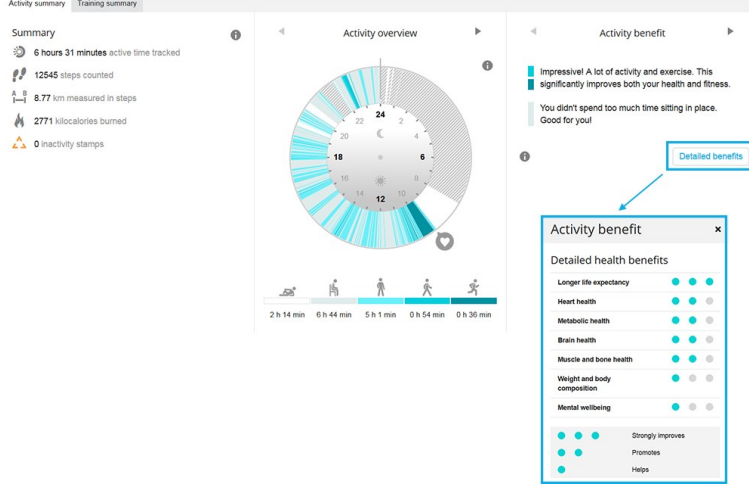 Activity summary
Training summary
Summary
6 hours 31 minutes active time tracked
12545 steps counted
A B
8.77 km measured in steps
2771 kilocalories burned
0 inactivity stamps
Activity overview
24
2
4
6
8
10
12
14
16
18
20
22
2 h 14 min
6 h 44 min
5 h 1 min
0 h 54 min
0 h 36 min
Activity benefit
Impressive! A lot of activity and exercise. This
significantly improves both your health and fitness.
You didn't spend too much time sitting in place.
Good for you!
Detailed benefits
Activity benefit
×
Detailed health benefits
Longer life expectancy
Heart health
Metabolic health
Brain health
Muscle and bone health
Weight and body
composition
Mental wellbeing
Strongly improves
Promotes
Helps